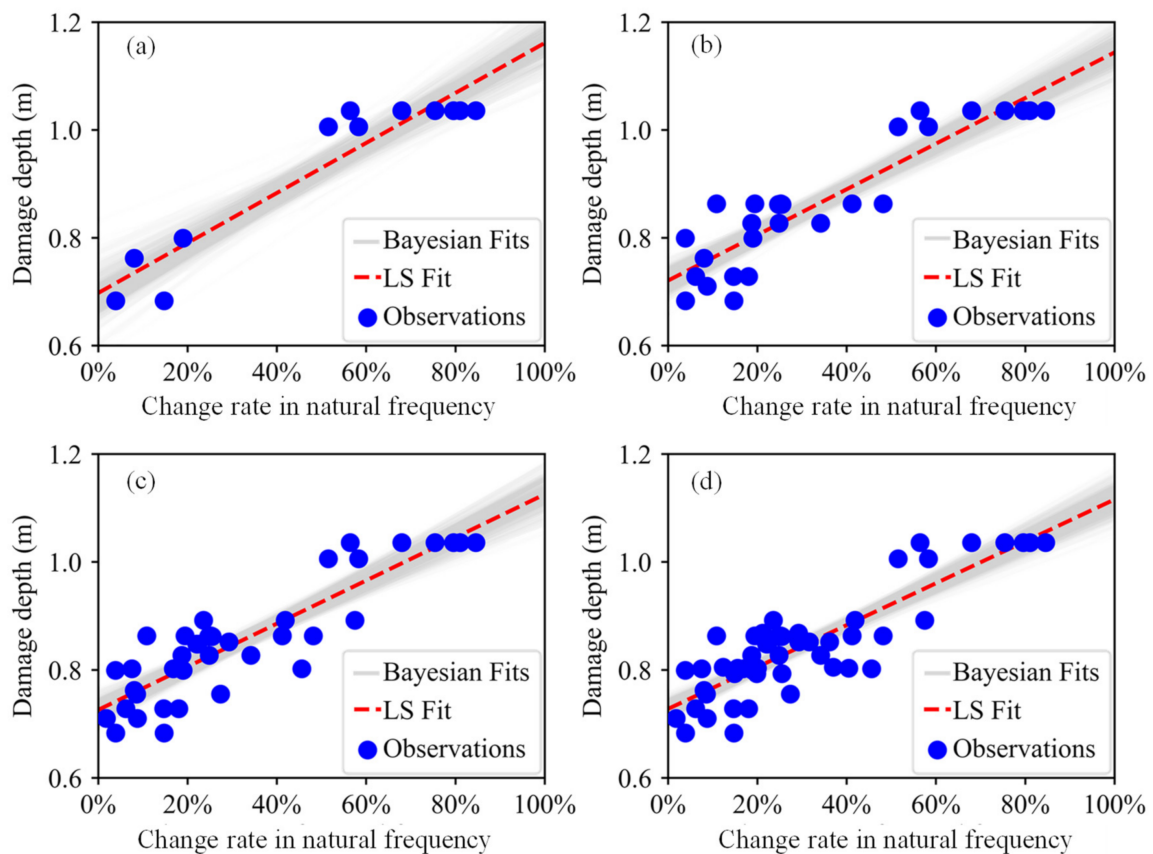 1.2
(a)
Damage depth (m)
1.0
0.8
0.6
Bayesian Fits
LS Fit
Observations
0% 20% 40% 60% 80% 100%
Change rate in natural frequency
1.2
(b)
Damage depth (m)
1.0
0.8
0.6
Bayesian Fits
LS Fit
Observations
0% 20% 40% 60% 80% 100%
Change rate in natural frequency
1.2
(c)
Damage depth (m)
1.0
0.8
0.6
Bayesian Fits
LS Fit
Observations
0% 20% 40% 60% 80% 100%
Change rate in natural frequency
1.2
(d)
Damage depth (m)
1.0
0.8
0.6
Bayesian Fits
LS Fit
Observations
0% 20% 40% 60% 80% 100%
Change rate in natural frequency